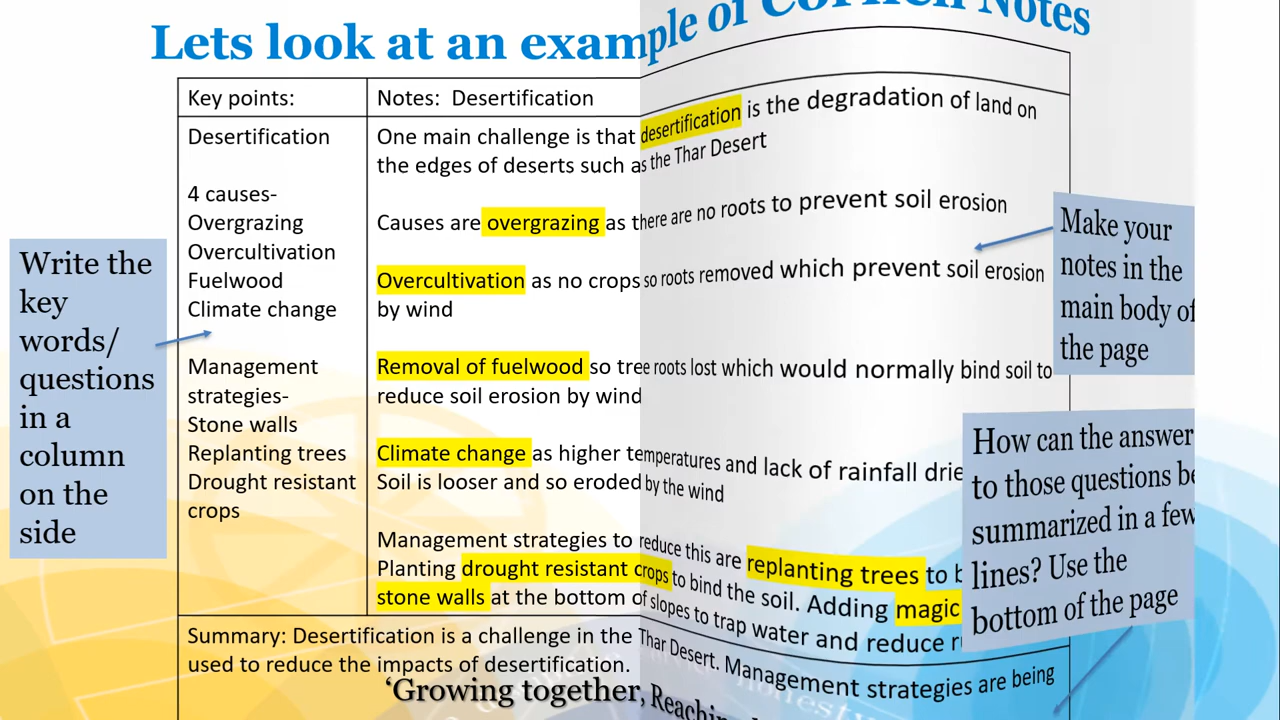 Lets look at an example of Cornell Notes
Key points:
Notes: Desertification
Desertification
4 causes-
Overgrazing
Overcultivation
Fuelwood
Climate change
Management
strategies-
Stone walls
Replanting trees
Drought resistant
crops
One main challenge is that desertification is the degradation of land on
the edges of deserts such as the Thar Desert
Causes are overgrazing as there are no roots to prevent soil erosion
Overcultivation as no crops so roots removed which prevent soil erosion
by wind
Removal of fuelwood so tree roots lost which would normally bind soil to
reduce soil erosion by wind
Climate change as higher temperatures and lack of rainfall drie
Soil is looser and so eroded by the wind
Management strategies to reduce this are replanting trees to b
Planting drought resistant crops to bind the soil. Adding magic
stone walls at the bottom of slopes to trap water and reduce r
Summary: Desertification is a challenge in the Thar Desert. Management strategies are being
used to reduce the impacts of desertification.
Write the
key
words/
questions
in a
column
on the
side
Make your
notes in the
main body of
the page
How can the answer
to those questions be
summarized in a few
lines? Use the
bottom of the page
‘Growing together, Reaching